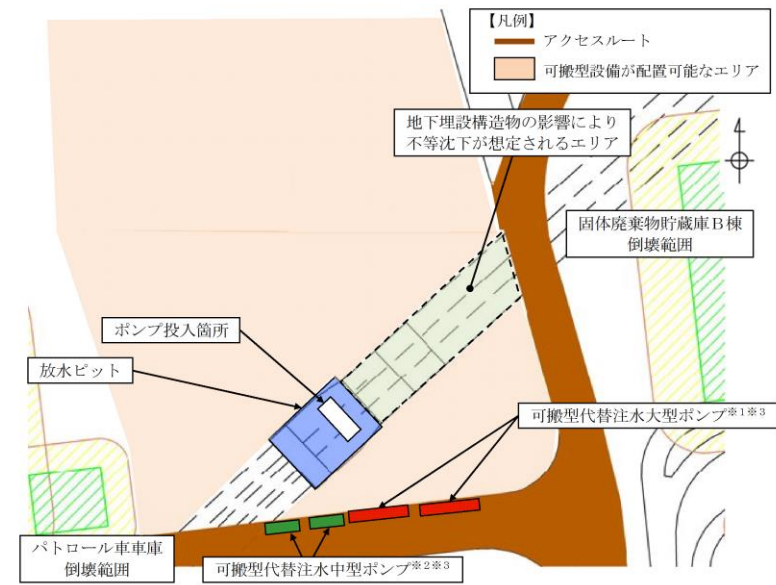 【凡例】
アクセスルート
可搬型設備が配置可能なエリア
地下埋設構造物の影響により
不等沈下が想定されるエリア
固体廃棄物貯蔵庫B棟
倒壊範囲
ポンプ投入箇所
放水ピット
可搬型代替注水大型ポンプ※1※3
パトロール車車庫
倒壊範囲
可搬型代替注水中型ポンプ※2※3